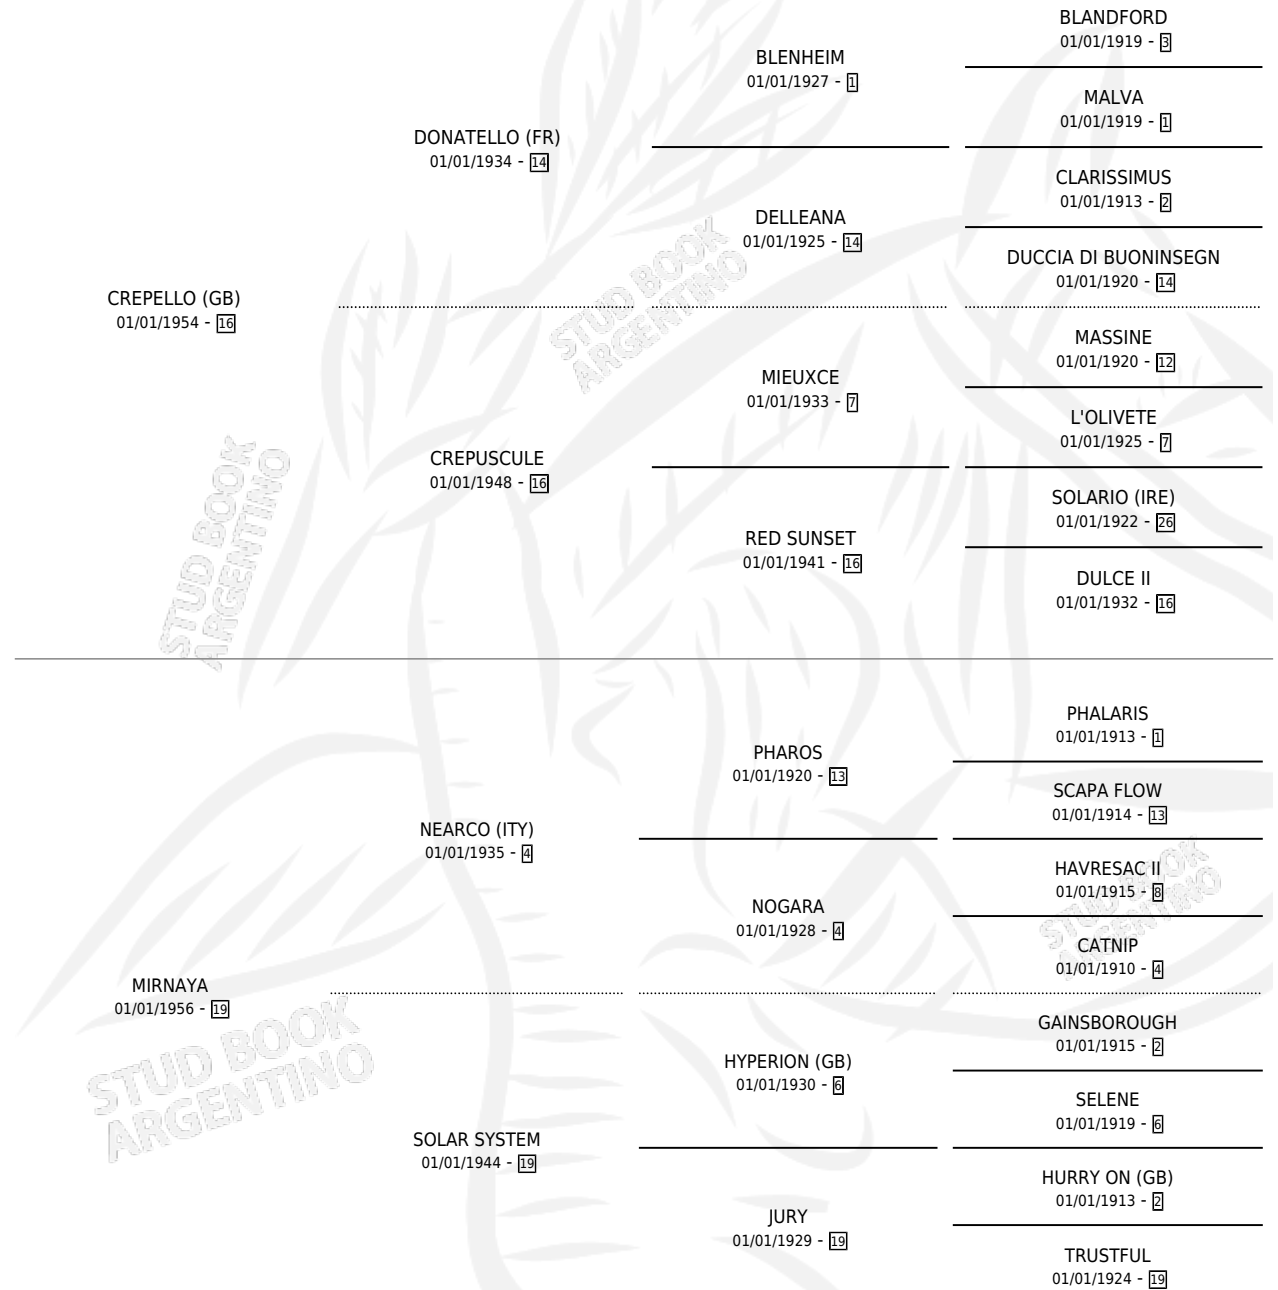 BLANDFORD
01/01/1919 - 3
BLENHEIM
01/01/1927 - 1
MALVA
01/01/1919 - 1
DONATELLO (FR)
01/01/1934 - 14
CLARISSIMUS
01/01/1913 - 2
DELLEANA
01/01/1925 - 14
DUCCIA DI BUONINSEGN
01/01/1920 - 14
CREPELLO (GB)
01/01/1954 - 16
MASSINE
01/01/1920 - 12
MIEUXCE
01/01/1933 - 7
L'OLIVETE
01/01/1925 - 7
CREPUSCULE
01/01/1948 - 16
SOLARIO (IRE)
01/01/1922 - 26
RED SUNSET
01/01/1941 - 16
DULCE II
01/01/1932 - 16
PHALARIS
01/01/1913 - 1
PHAROS
01/01/1920 - 13
SCAPA FLOW
01/01/1914 - 13
NEARCO (ITY)
01/01/1935 - 4
HAVRESAC II
01/01/1915 - 8
NOGARA
01/01/1928 - 4
CATNIP
01/01/1910 - 4
MIRNAYA
01/01/1956 - 19
GAINSBOROUGH
01/01/1915 - 2
HYPERION (GB)
01/01/1930 - 6
SELENE
01/01/1919 - 6
SOLAR SYSTEM
01/01/1944 - 19
HURRY ON (GB)
01/01/1913 - 2
JURY
01/01/1929 - 19
TRUSTFUL
01/01/1924 - 19
STUD BOOK
ARGENTINO
STUD BOOK
ARGENTINO
STUD BOOK
ARGENTINO
STUD BOOK
ARGENTINO